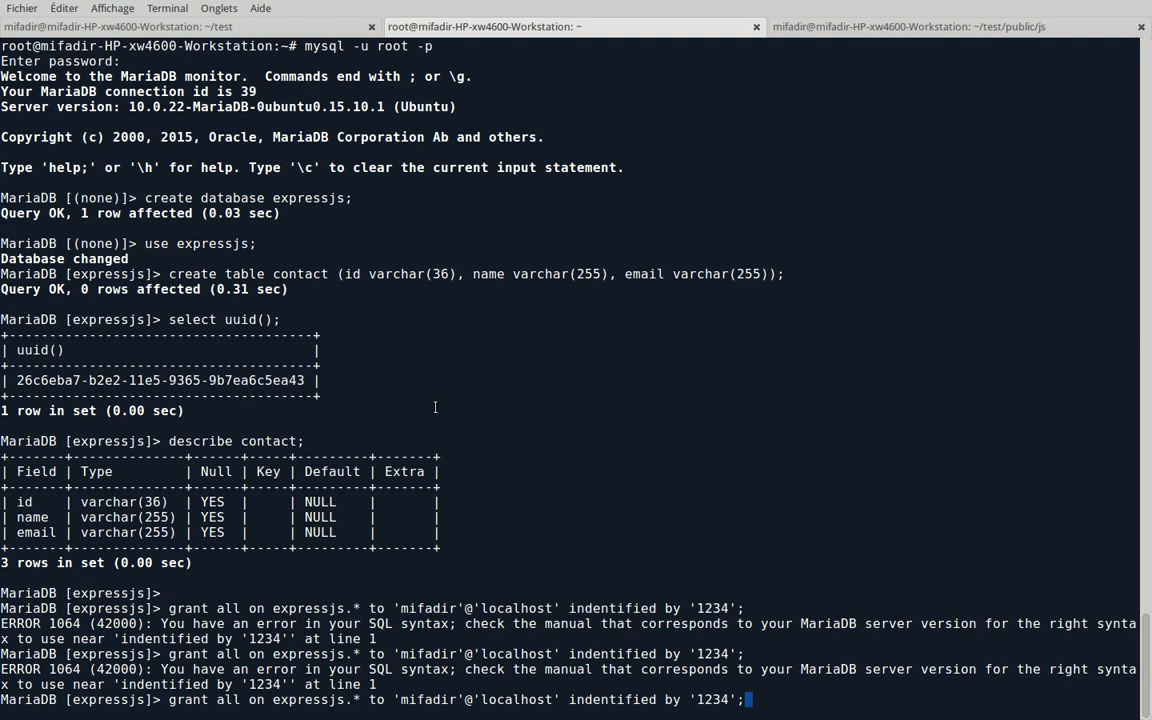 Fichier Éditer Affichage Terminal Onglets Aide
mifadir@mifadir-HP-xw4600-Workstation: ~/test × root@mifadir-HP-xw4600-Workstation: ~ × mifadir@mifadir-HP-xw4600-Workstation: ~/test/public/js ×
root@mifadir-HP-xw4600-Workstation:~# mysql -u root -p
Enter password:
Welcome to the MariaDB monitor.  Commands end with ; or \g.
Your MariaDB connection id is 39
Server version: 10.0.22-MariaDB-0ubuntu0.15.10.1 (Ubuntu)
Copyright (c) 2000, 2015, Oracle, MariaDB Corporation Ab and others.
Type 'help;' or '\h' for help. Type '\c' to clear the current input statement.
MariaDB [(none)]> create database expressjs;
Query OK, 1 row affected (0.03 sec)
MariaDB [(none)]> use expressjs;
Database changed
MariaDB [expressjs]> create table contact (id varchar(36), name varchar(255), email varchar(255));
Query OK, 0 rows affected (0.31 sec)
MariaDB [expressjs]> select uuid();
+--------------------------------------+
| uuid()                               |
+--------------------------------------+
| 26c6eba7-b2e2-11e5-9365-9b7ea6c5ea43 |
+--------------------------------------+
1 row in set (0.00 sec)
MariaDB [expressjs]> describe contact;
+-------+--------------+------+-----+---------+-------+
| Field | Type         | Null | Key | Default | Extra |
+-------+--------------+------+-----+---------+-------+
| id    | varchar(36)  | YES  |     | NULL    |       |
| name  | varchar(255) | YES  |     | NULL    |       |
| email | varchar(255) | YES  |     | NULL    |       |
+-------+--------------+------+-----+---------+-------+
3 rows in set (0.00 sec)
MariaDB [expressjs]>
MariaDB [expressjs]> grant all on expressjs.* to 'mifadir'@'localhost' indentified by '1234';
ERROR 1064 (42000): You have an error in your SQL syntax; check the manual that corresponds to your MariaDB server version for the right synta
x to use near 'indentified by '1234'' at line 1
MariaDB [expressjs]> grant all on expressjs.* to 'mifadir'@'localhost' indentified by '1234';
ERROR 1064 (42000): You have an error in your SQL syntax; check the manual that corresponds to your MariaDB server version for the right synta
x to use near 'indentified by '1234'' at line 1
MariaDB [expressjs]> grant all on expressjs.* to 'mifadir'@'localhost' indentified by '1234';